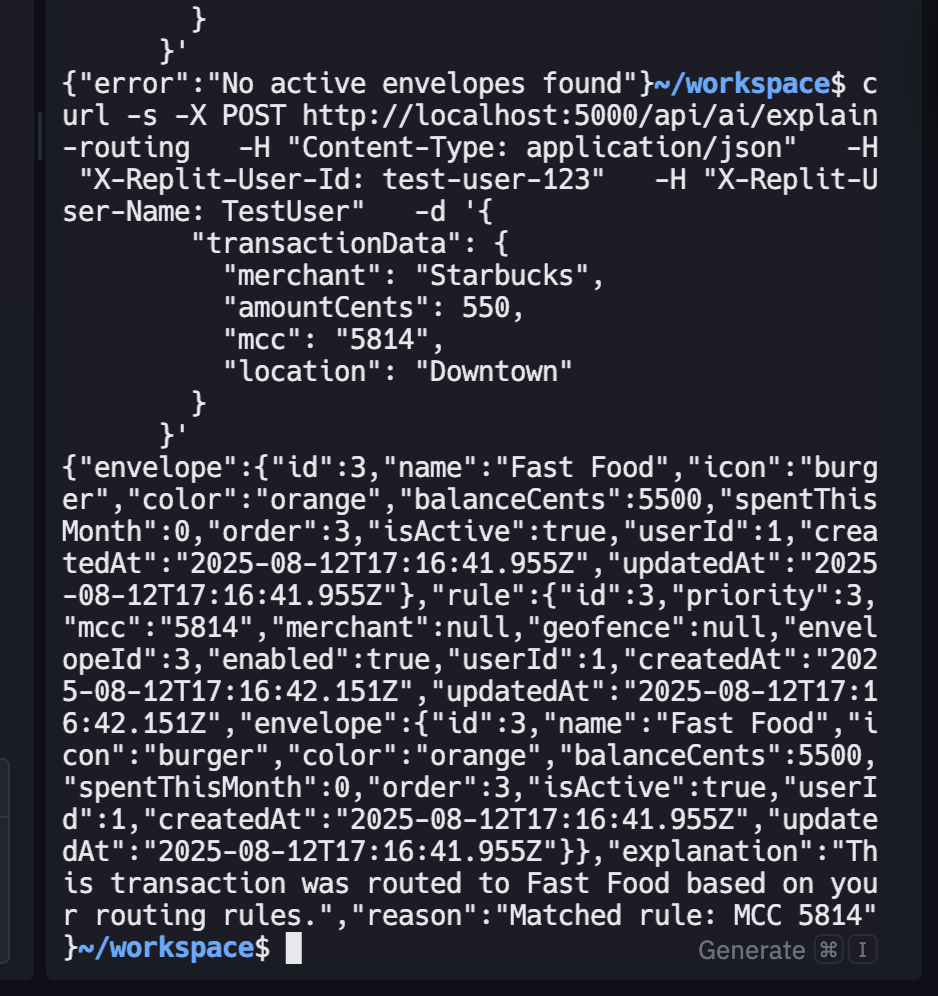 }
      }'
{"error":"No active envelopes found"}~/workspace$ c
url -s -X POST http://localhost:5000/api/ai/explain
-routing   -H "Content-Type: application/json"   -H
 "X-Replit-User-Id: test-user-123"   -H "X-Replit-U
ser-Name: TestUser"   -d '{
        "transactionData": {
          "merchant": "Starbucks",
          "amountCents": 550,
          "mcc": "5814",
          "location": "Downtown"
        }
      }'
{"envelope":{"id":3,"name":"Fast Food","icon":"burg
er","color":"orange","balanceCents":5500,"spentThis
Month":0,"order":3,"isActive":true,"userId":1,"crea
tedAt":"2025-08-12T17:16:41.955Z","updatedAt":"2025
-08-12T17:16:41.955Z"},"rule":{"id":3,"priority":3,
"mcc":"5814","merchant":null,"geofence":null,"envel
opeId":3,"enabled":true,"userId":1,"createdAt":"202
5-08-12T17:16:42.151Z","updatedAt":"2025-08-12T17:1
6:42.151Z","envelope":{"id":3,"name":"Fast Food","i
con":"burger","color":"orange","balanceCents":5500,
"spentThisMonth":0,"order":3,"isActive":true,"userI
d":1,"createdAt":"2025-08-12T17:16:41.955Z","update
dAt":"2025-08-12T17:16:41.955Z"}},"explanation":"Th
is transaction was routed to Fast Food based on you
r routing rules.","reason":"Matched rule: MCC 5814"
}~/workspace$
Generate ⌘ I